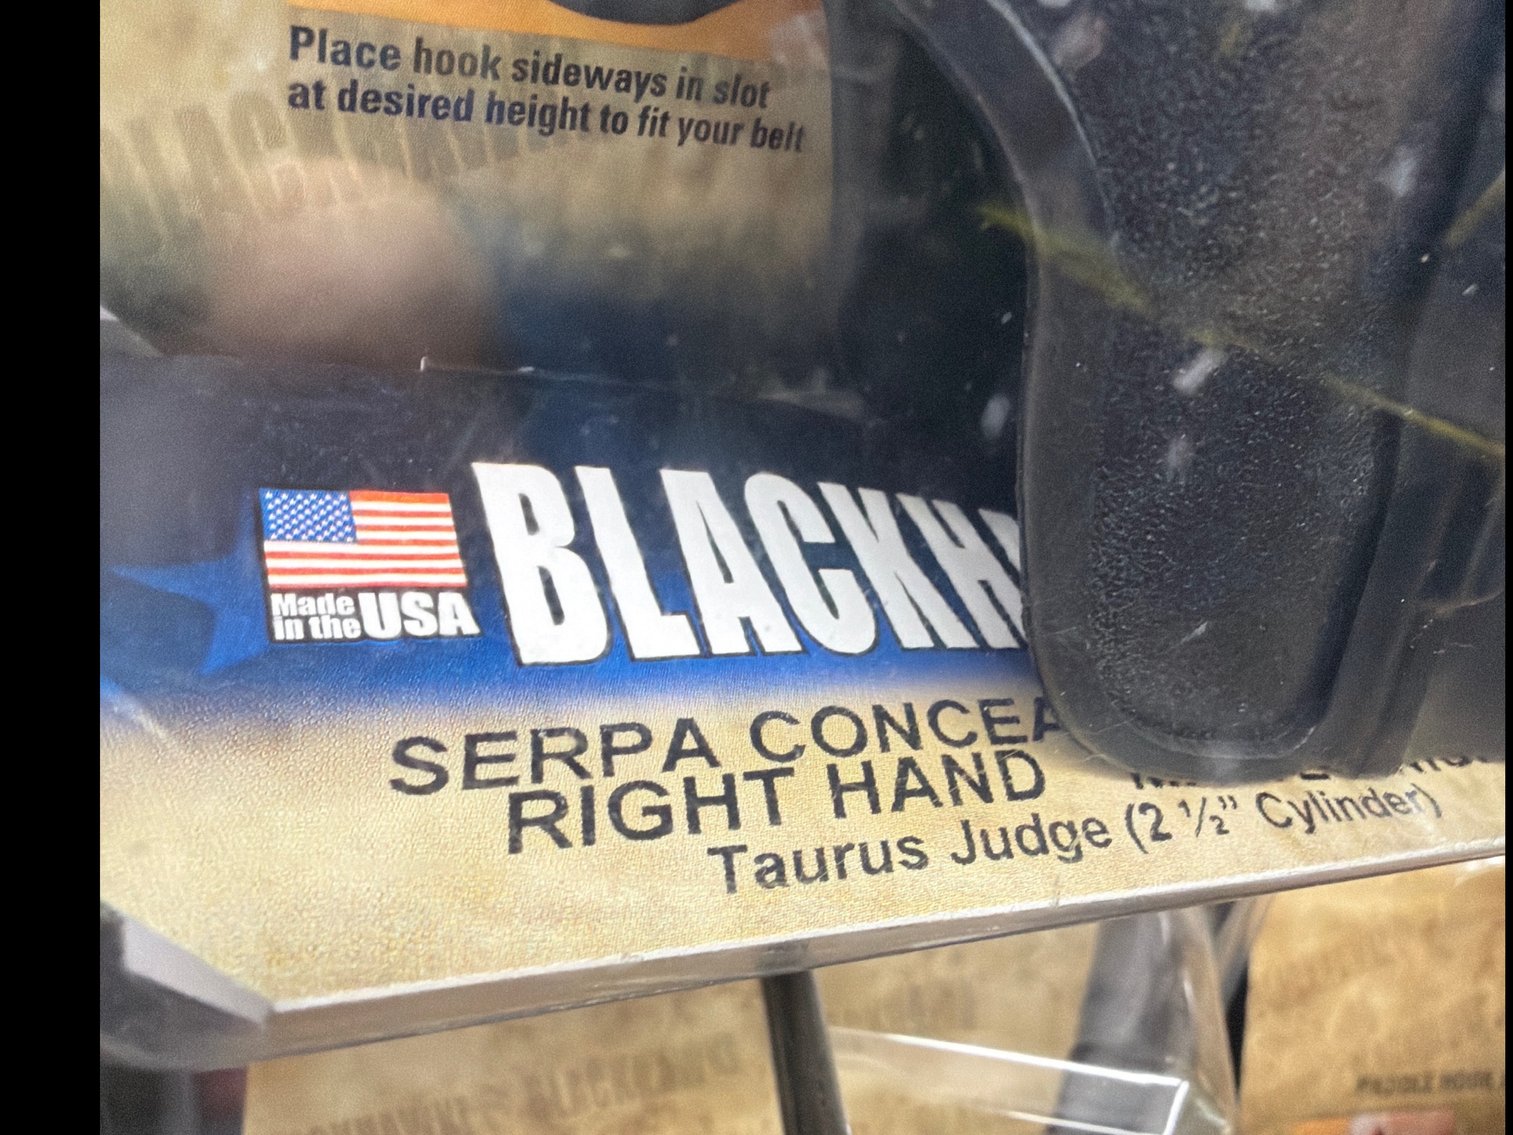 Place hook sideways in slot
at desired height to fit your belt
Made
in the USA
BLACKH
SERPA CONCEA
RIGHT HAND
Taurus Judge (2 ½" Cylinder)